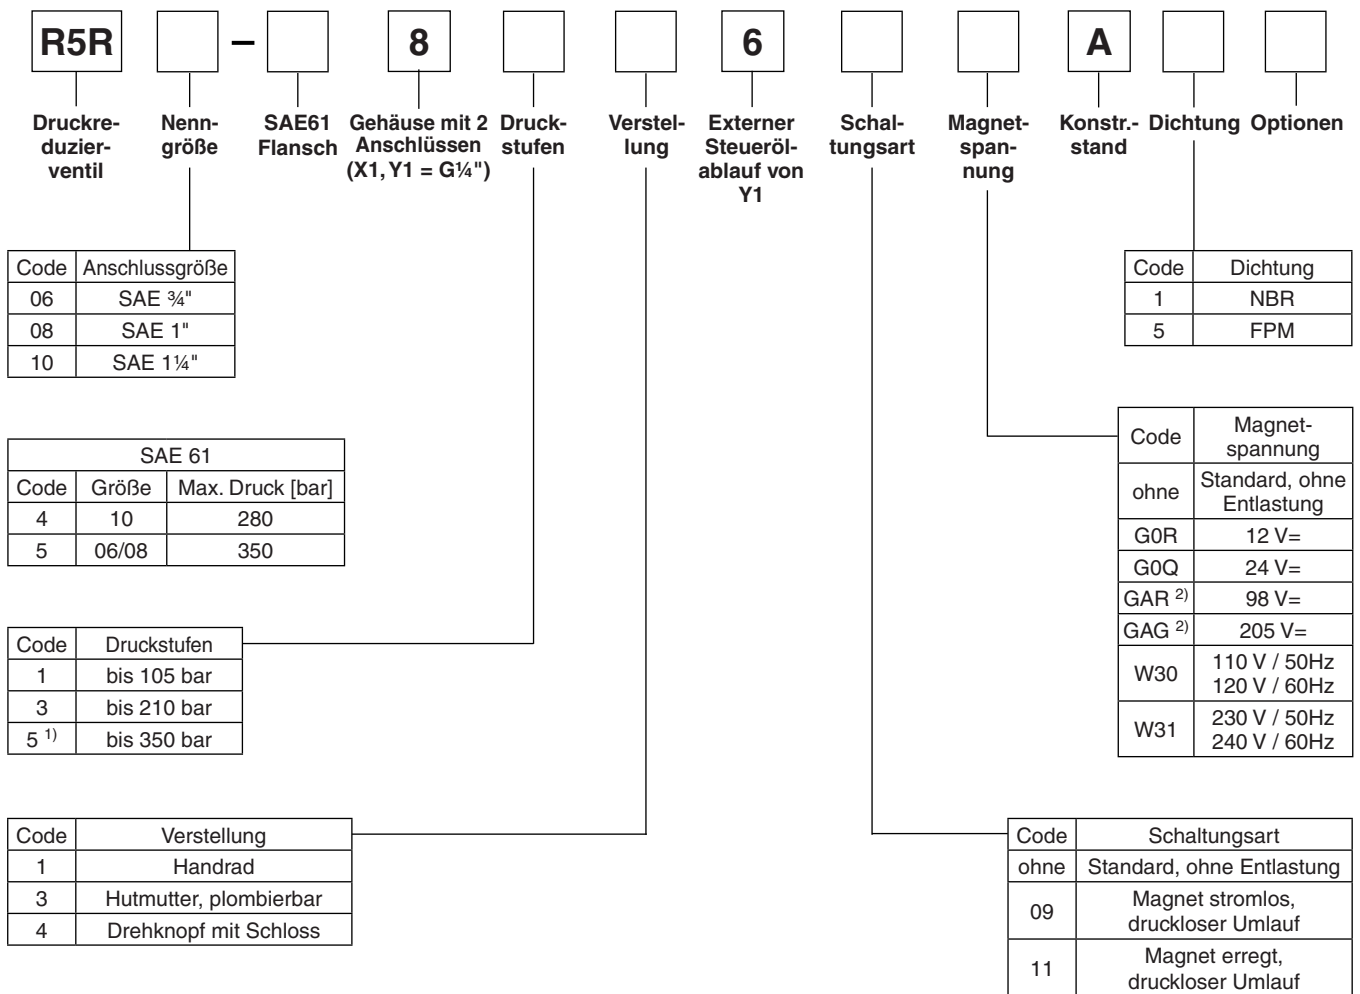 R5R – 8 6 A
Druckre- Nenn- SAE61 Gehäuse mit 2 Druck- Verstel- Externer Schal- Magnet- Konstr.- Dichtung Optionen
duzier- größe Flansch Anschlüssen stufen lung Steueröl- tungsart span- stand
ventil (X1, Y1 = G¼") ablauf von nung
Y1
Code Anschlussgröße
06 SAE ¾"
08 SAE 1"
10 SAE 1¼"
Code Dichtung
1 NBR
5 FPM
SAE 61
Code Größe Max. Druck [bar]
4 10 280
5 06/08 350
Code Magnet-
spannung
ohne Standard, ohne
Entlastung
G0R 12 V=
G0Q 24 V=
GAR 2) 98 V=
GAG 2) 205 V=
W30 110 V / 50Hz
120 V / 60Hz
W31 230 V / 50Hz
240 V / 60Hz
Code Druckstufen
1 bis 105 bar
3 bis 210 bar
5 1) bis 350 bar
Code Verstellung
1 Handrad
3 Hutmutter, plombierbar
4 Drehknopf mit Schloss
Code Schaltungsart
ohne Standard, ohne Entlastung
09 Magnet stromlos,
druckloser Umlauf
11 Magnet erregt,
druckloser Umlauf